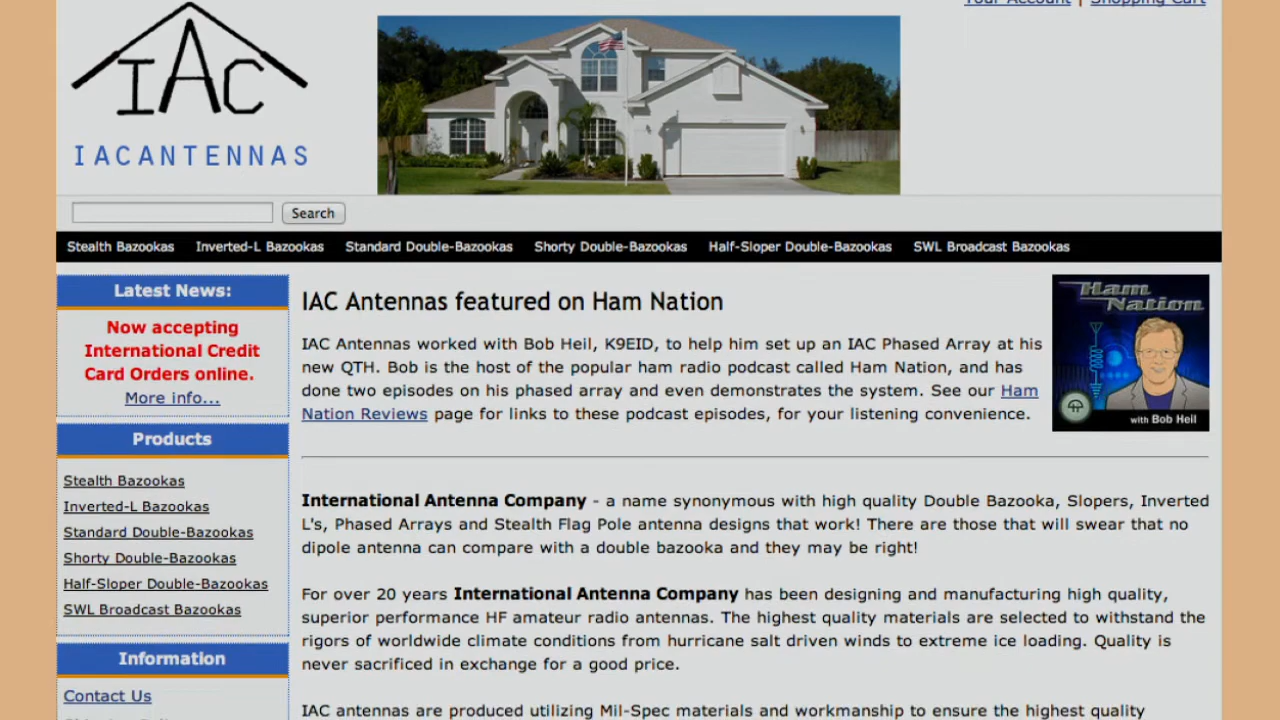 Your Account | Shopping Cart
IAC
IACANTENNAS
Search
Stealth Bazookas Inverted-L Bazookas Standard Double-Bazookas Shorty Double-Bazookas Half-Sloper Double-Bazookas SWL Broadcast Bazookas
Latest News:
Now accepting
International Credit
Card Orders online.
More info...
Products
Stealth Bazookas
Inverted-L Bazookas
Standard Double-Bazookas
Shorty Double-Bazookas
Half-Sloper Double-Bazookas
SWL Broadcast Bazookas
Information
Contact Us
IAC Antennas featured on Ham Nation
IAC Antennas worked with Bob Heil, K9EID, to help him set up an IAC Phased Array at his
new QTH. Bob is the host of the popular ham radio podcast called Ham Nation, and has
done two episodes on his phased array and even demonstrates the system. See our Ham
Nation Reviews page for links to these podcast episodes, for your listening convenience.
Ham
Nation
with Bob Heil
International Antenna Company - a name synonymous with high quality Double Bazooka, Slopers, Inverted
L's, Phased Arrays and Stealth Flag Pole antenna designs that work! There are those that will swear that no
dipole antenna can compare with a double bazooka and they may be right!
For over 20 years International Antenna Company has been designing and manufacturing high quality,
superior performance HF amateur radio antennas. The highest quality materials are selected to withstand the
rigors of worldwide climate conditions from hurricane salt driven winds to extreme ice loading. Quality is
never sacrificed in exchange for a good price.
IAC antennas are produced utilizing Mil-Spec materials and workmanship to ensure the highest quality